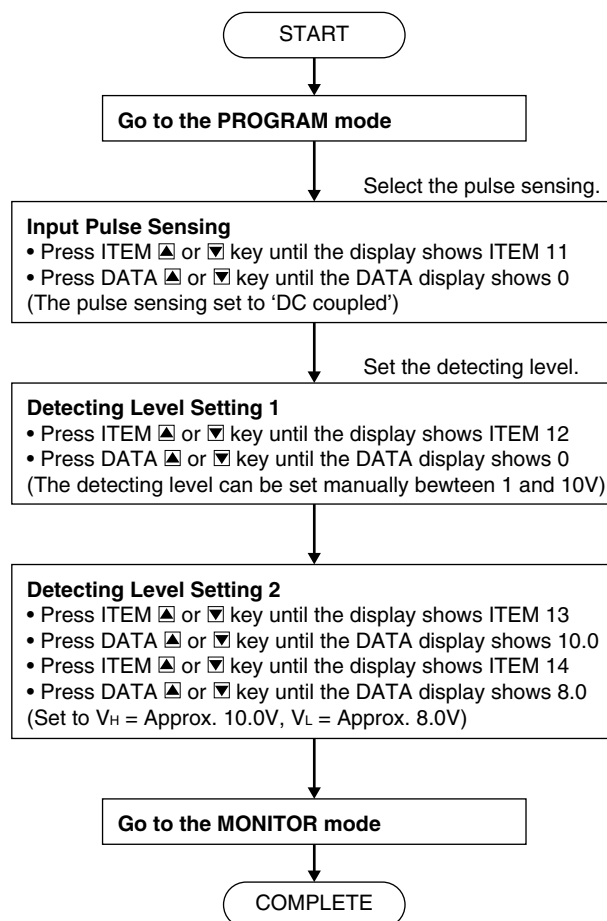 START
Go to the PROGRAM mode
Select the pulse sensing.
Input Pulse Sensing
• Press ITEM ▲ or ▼ key until the display shows ITEM 11
• Press DATA ▲ or ▼ key until the DATA display shows 0
(The pulse sensing set to ‘DC coupled’)
Set the detecting level.
Detecting Level Setting 1
• Press ITEM ▲ or ▼ key until the display shows ITEM 12
• Press DATA ▲ or ▼ key until the DATA display shows 0
(The detecting level can be set manually bewteen 1 and 10V)
Detecting Level Setting 2
• Press ITEM ▲ or ▼ key until the display shows ITEM 13
• Press DATA ▲ or ▼ key until the DATA display shows 10.0
• Press ITEM ▲ or ▼ key until the display shows ITEM 14
• Press DATA ▲ or ▼ key until the DATA display shows 8.0
(Set to VH = Approx. 10.0V, VL = Approx. 8.0V)
Go to the MONITOR mode
COMPLETE